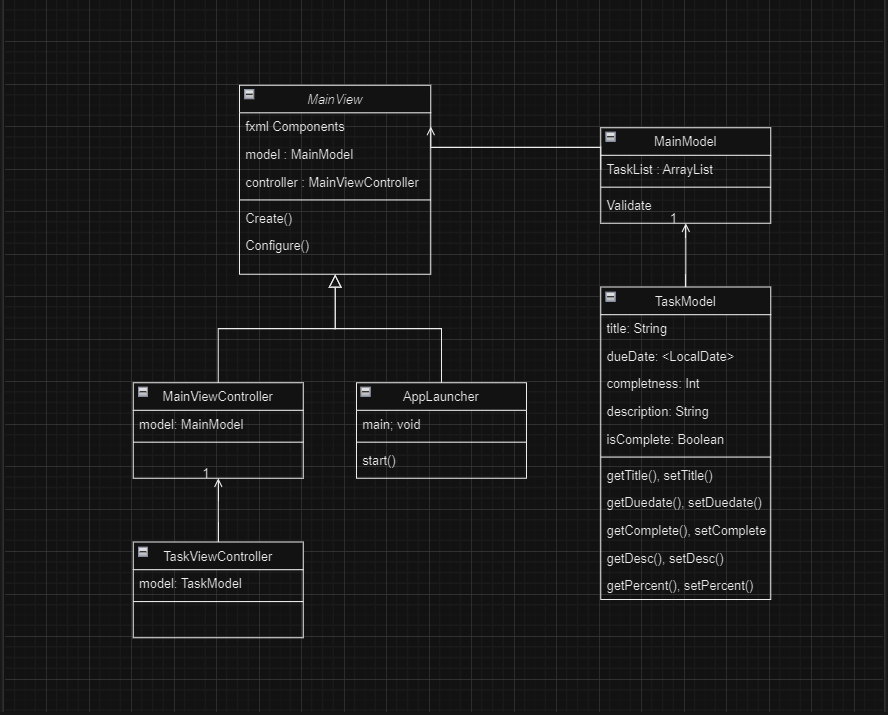 MainView
fxml Components
model : MainModel
controller : MainViewController
Create()
Configure()
MainModel
TaskList : ArrayList
Validate
1
TaskModel
title: String
dueDate: <LocalDate>
completness: Int
description: String
isComplete: Boolean
getTitle(), setTitle()
getDuedate(), setDuedate()
getComplete(), setComplete
getDesc(), setDesc()
getPercent(), setPercent()
MainViewController
model: MainModel
1
AppLauncher
main; void
start()
TaskViewController
model: TaskModel